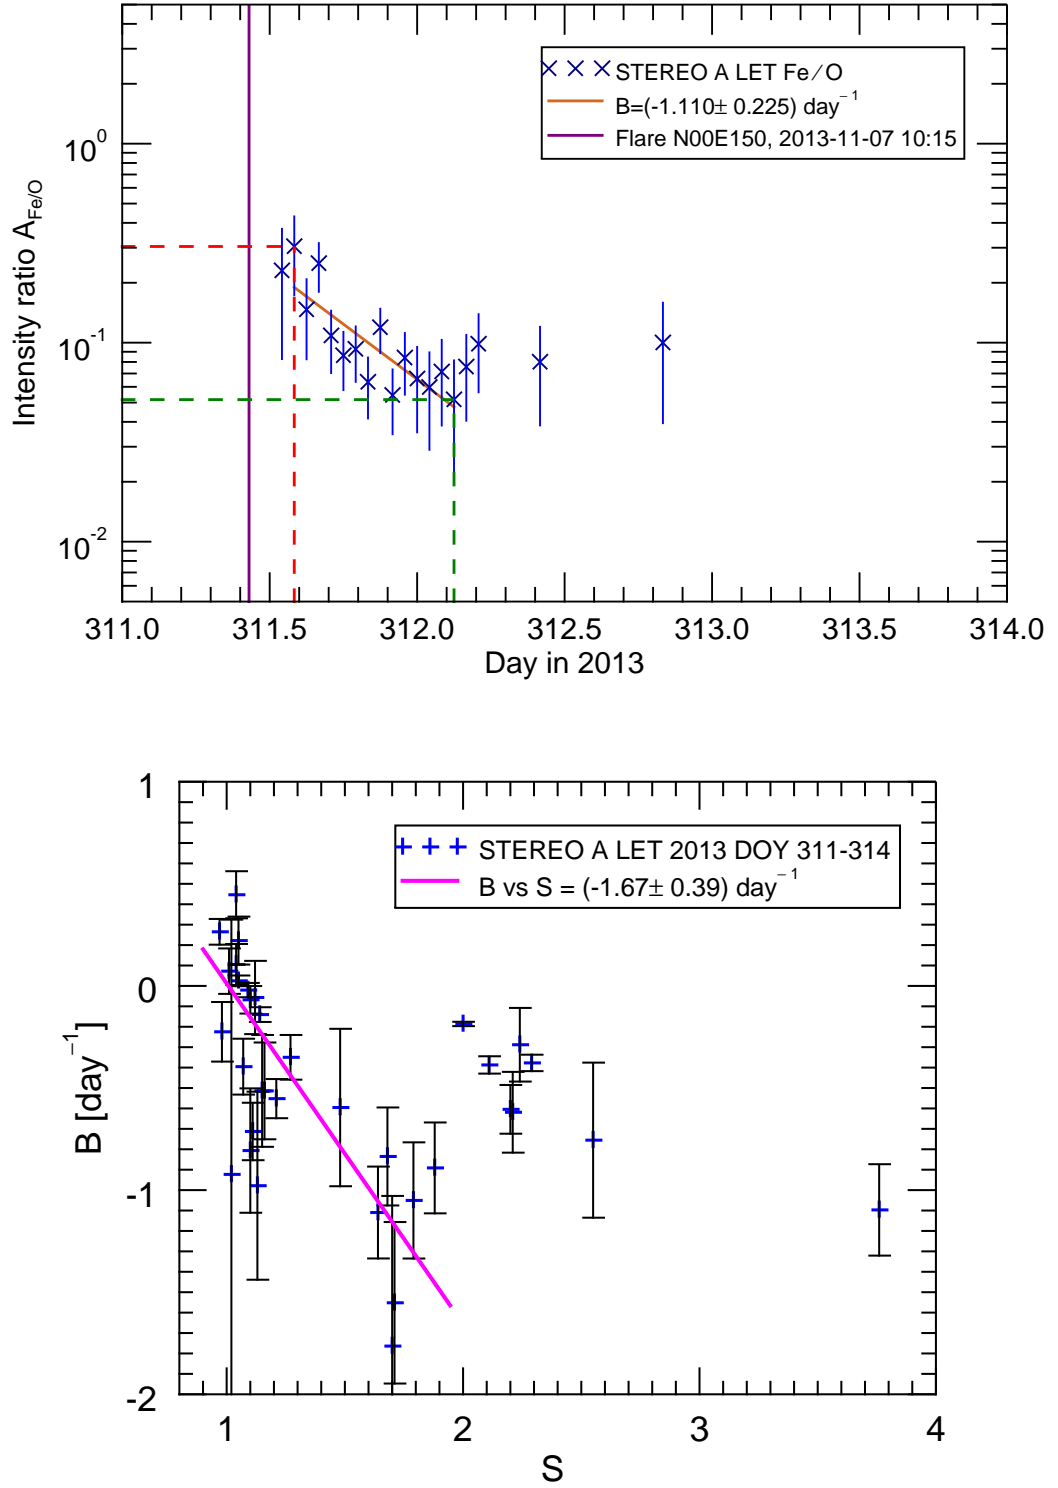 STEREO A LET Fe/O
B=(-1.110± 0.225) day⁻¹
Flare N00E150, 2013-11-07 10:15
Intensity ratio A_Fe/O
10⁰
10⁻¹
10⁻²
311.0 311.5 312.0 312.5 313.0 313.5 314.0
Day in 2013
STEREO A LET 2013 DOY 311-314
B vs S = (-1.67± 0.39) day⁻¹
B [day⁻¹]
1
0
-1
-2
1 2 3 4
S